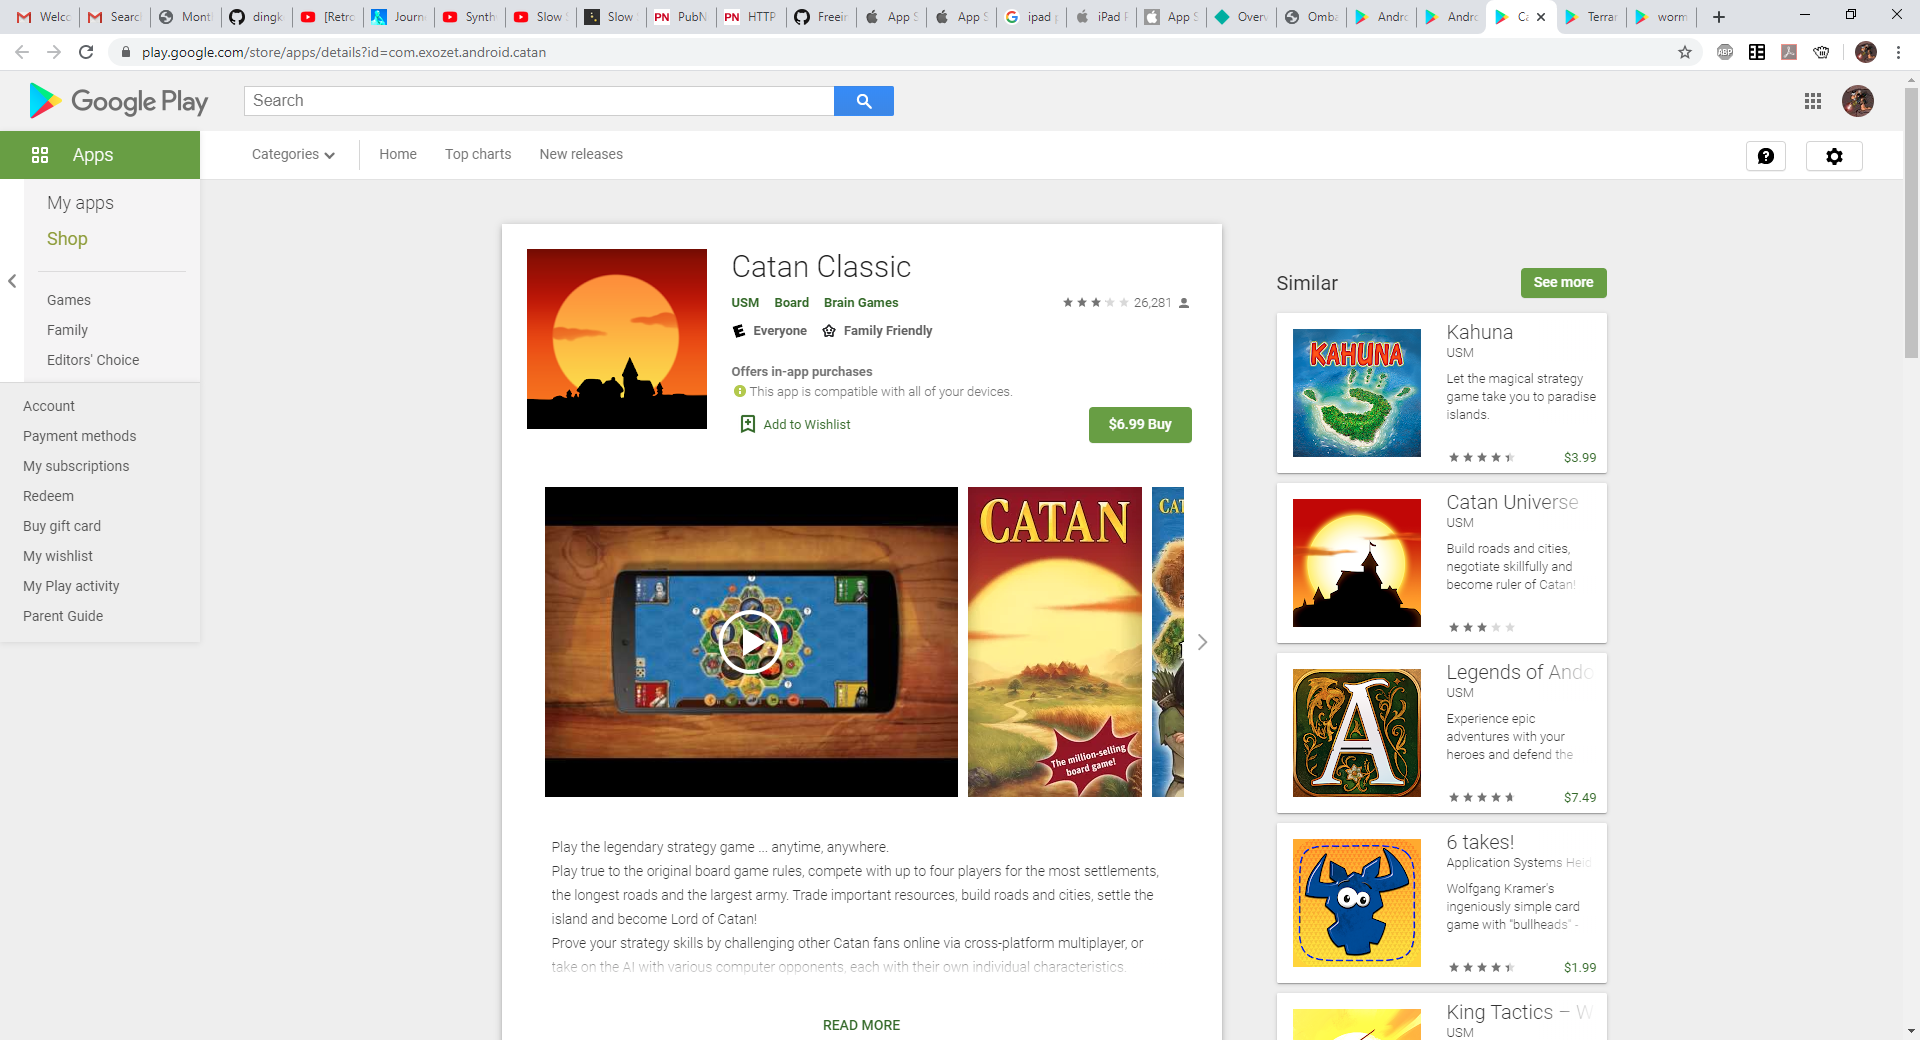 Welco
Search
Month
dingk
[Retro
Journe
Synth
Slow
Slow
PubN
HTTP
Freein
App S
App S
ipad p
iPad P
App S
Overv
Omba
Andro
Andro
Ca
Terrar
worm
play.google.com/store/apps/details?id=com.exozet.android.catan
Google Play
Search
Apps
Categories
Home
Top charts
New releases
My apps
Shop
Games
Family
Editors' Choice
Account
Payment methods
My subscriptions
Redeem
Buy gift card
My wishlist
My Play activity
Parent Guide
Catan Classic
USM Board Brain Games
26,281
Everyone Family Friendly
Offers in-app purchases
This app is compatible with all of your devices.
Add to Wishlist
$6.99 Buy
CATAN
The million-selling
board game!
CAT
Play the legendary strategy game ... anytime, anywhere.
Play true to the original board game rules, compete with up to four players for the most settlements,
the longest roads and the largest army. Trade important resources, build roads and cities, settle the
island and become Lord of Catan!
Prove your strategy skills by challenging other Catan fans online via cross-platform multiplayer, or
take on the AI with various computer opponents, each with their own individual characteristics.
READ MORE
Similar
See more
KAHUNA
Kahuna
USM
Let the magical strategy
game take you to paradise
islands.
$3.99
Catan Universe
USM
Build roads and cities,
negotiate skillfully and
become ruler of Catan!
A
Legends of Ando
USM
Experience epic
adventures with your
heroes and defend the
$7.49
6 takes!
Application Systems Heid
Wolfgang Kramer's
ingeniously simple card
game with "bullheads" -
$1.99
King Tactics – W
USM